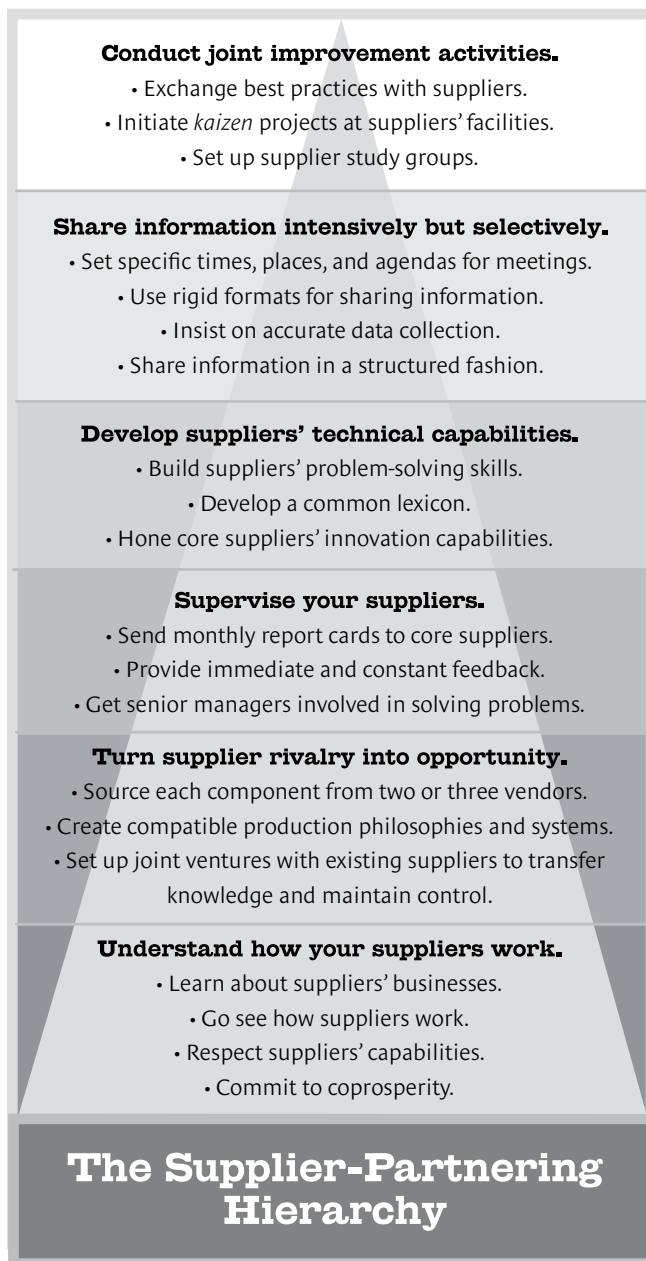 Conduct joint improvement activities.
• Exchange best practices with suppliers.
• Initiate kaizen projects at suppliers’ facilities.
• Set up supplier study groups.
Share information intensively but selectively.
• Set specific times, places, and agendas for meetings.
• Use rigid formats for sharing information.
• Insist on accurate data collection.
• Share information in a structured fashion.
Develop suppliers’ technical capabilities.
• Build suppliers’ problem-solving skills.
• Develop a common lexicon.
• Hone core suppliers’ innovation capabilities.
Supervise your suppliers.
• Send monthly report cards to core suppliers.
• Provide immediate and constant feedback.
• Get senior managers involved in solving problems.
Turn supplier rivalry into opportunity.
• Source each component from two or three vendors.
• Create compatible production philosophies and systems.
• Set up joint ventures with existing suppliers to transfer
knowledge and maintain control.
Understand how your suppliers work.
• Learn about suppliers’ businesses.
• Go see how suppliers work.
• Respect suppliers’ capabilities.
• Commit to coprosperity.
The Supplier-Partnering
Hierarchy